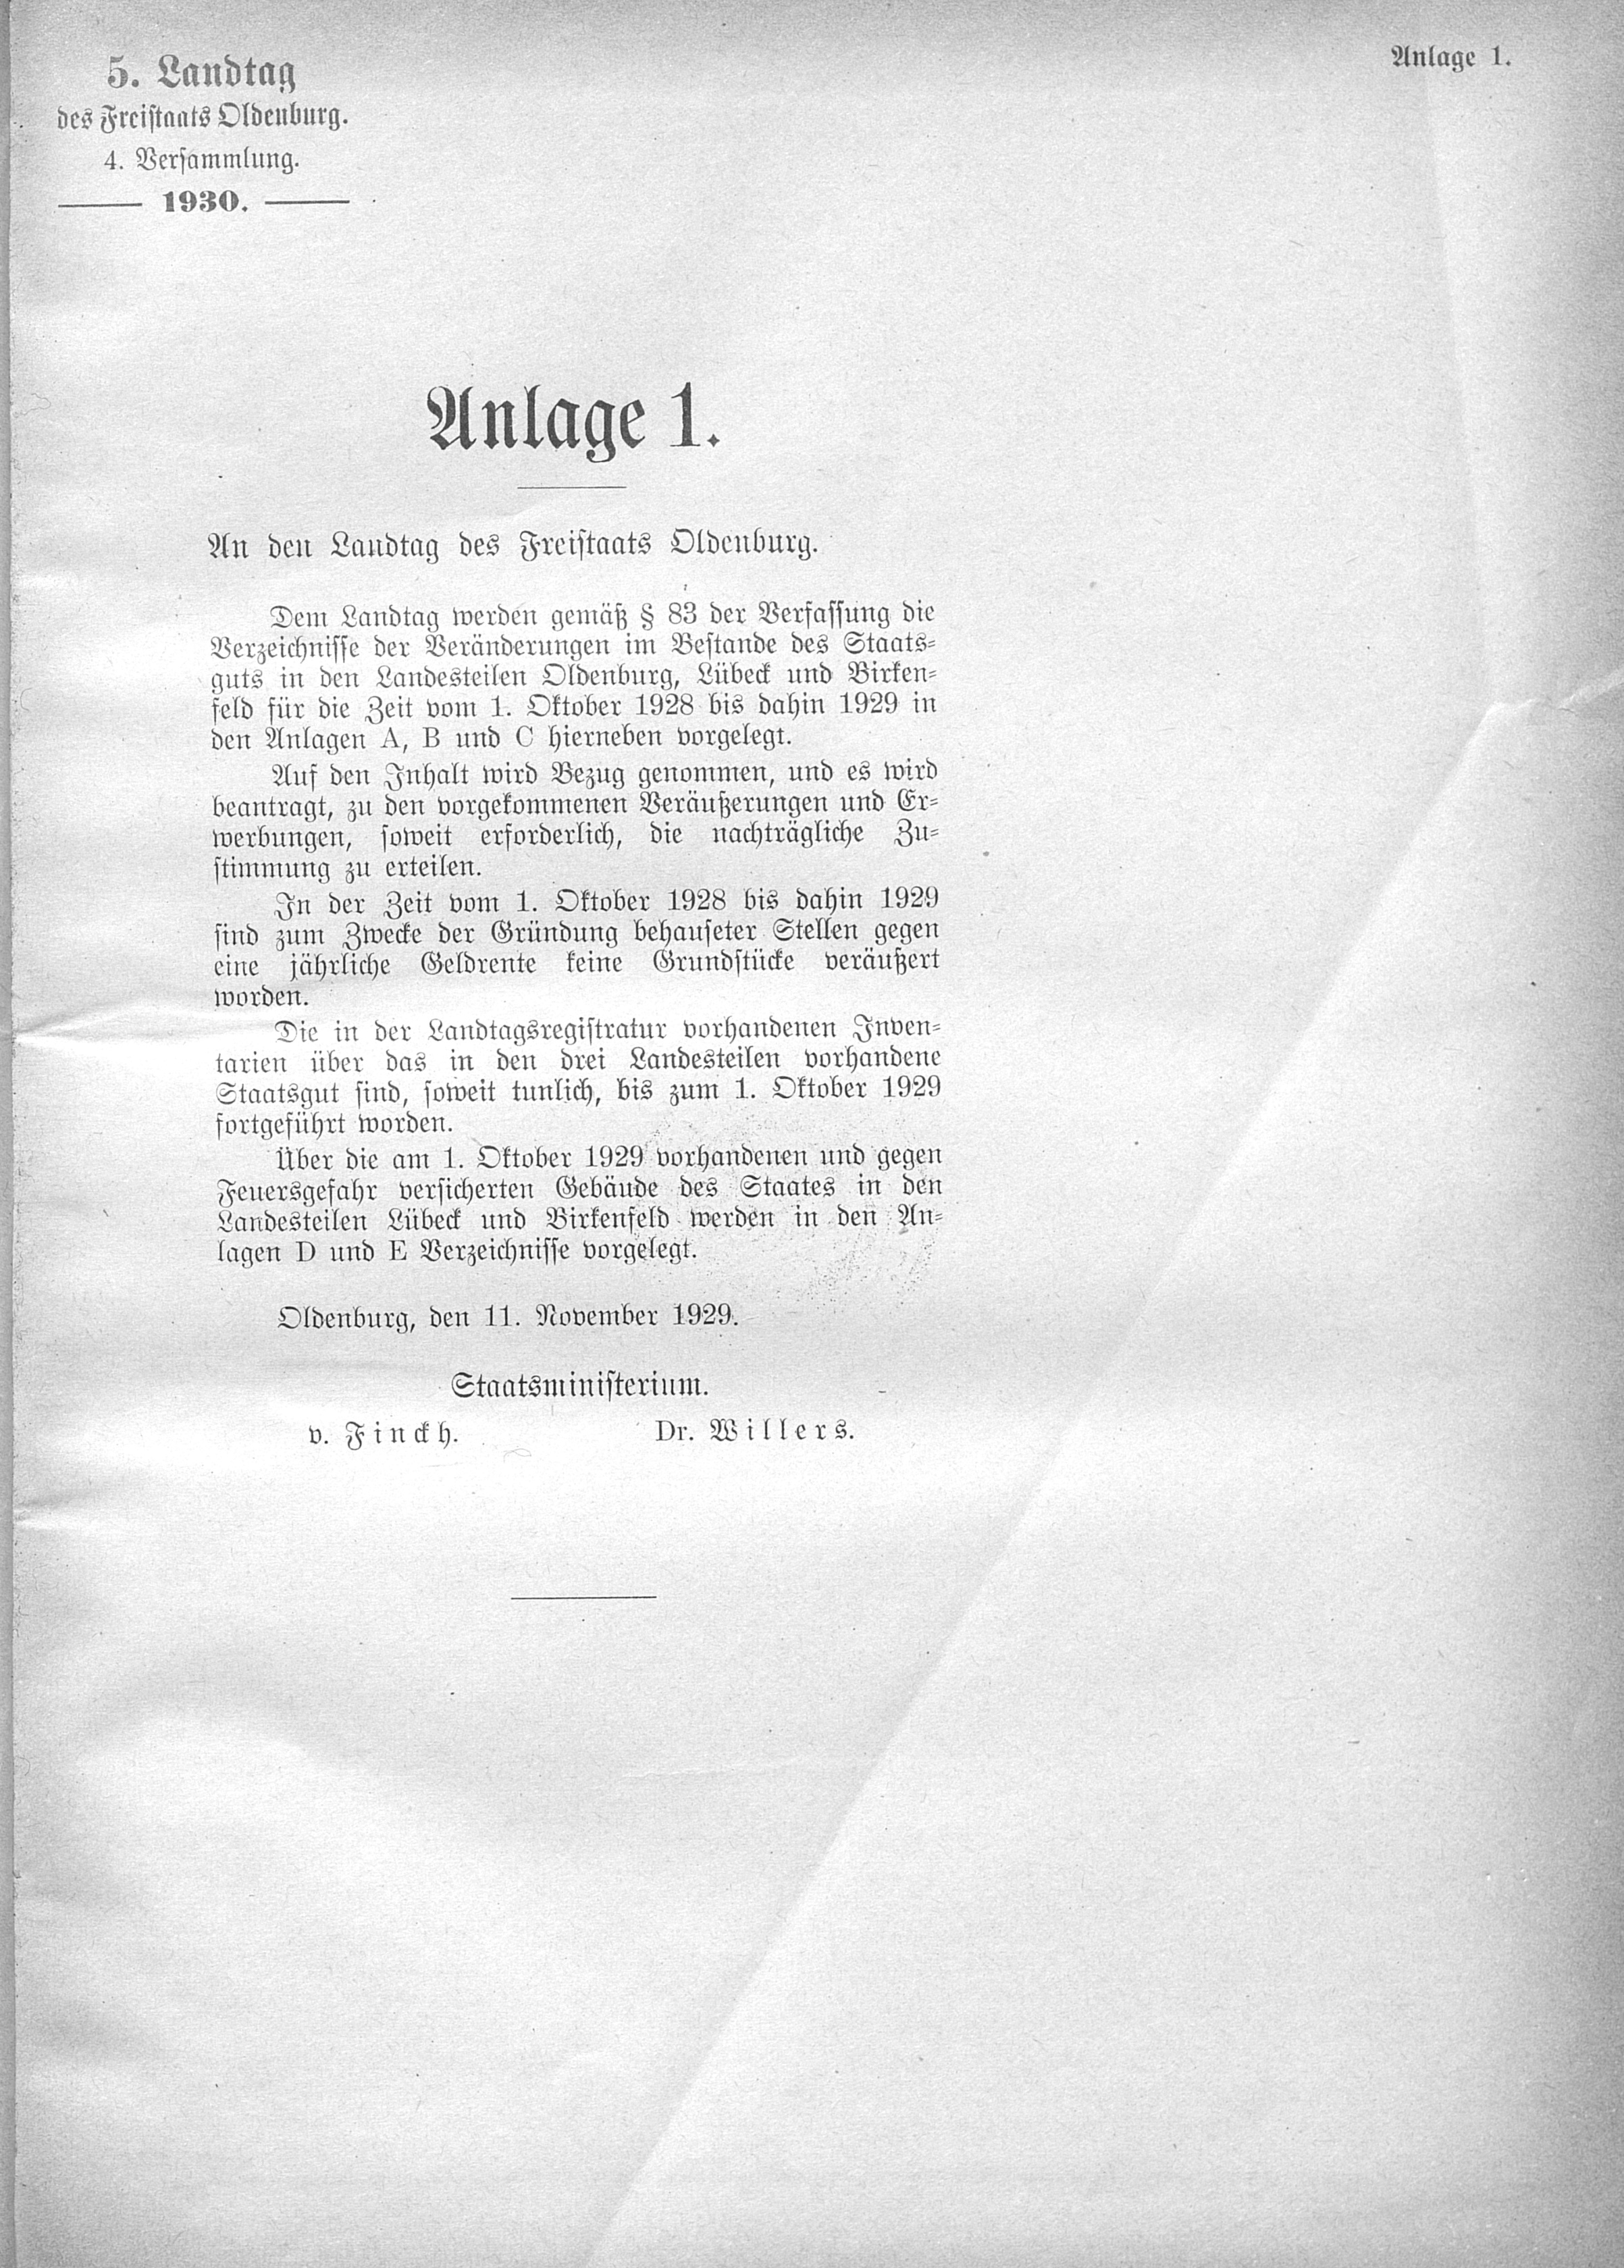 5. Landtag
des Freistaats Oldenburg.
4. Versammlung.
1930.
Anlage 1.
Anlage 1.
An den Landtag des Freistaats Oldenburg.
Dem Landtag werden gemäß § 83 der Verfassung die
Verzeichnisse der Veränderungen im Bestande des Staats-
guts in den Landesteilen Oldenburg, Lübeck und Birken-
feld für die Zeit vom 1. Oktober 1928 bis dahin 1929 in
den Anlagen A, B und C hierneben vorgelegt.
Auf den Inhalt wird Bezug genommen, und es wird
beantragt, zu den vorgekommenen Veräußerungen und Er-
werbungen, soweit erforderlich, die nachträgliche Zu-
stimmung zu erteilen.
In der Zeit vom 1. Oktober 1928 bis dahin 1929
sind zum Zwecke der Gründung behauseter Stellen gegen
eine jährliche Geldrente keine Grundstücke veräußert
worden.
Die in der Landtagsregistratur vorhandenen Inven-
tarien über das in den drei Landesteilen vorhandene
Staatsgut sind, soweit tunlich, bis zum 1. Oktober 1929
fortgeführt worden.
Über die am 1. Oktober 1929 vorhandenen und gegen
Feuersgefahr versicherten Gebäude des Staates in den
Landesteilen Lübeck und Birkenfeld werden in den An-
lagen D und E Verzeichnisse vorgelegt.
Oldenburg, den 11. November 1929.
Staatsministerium.
v. Finckh. Dr. Willers.